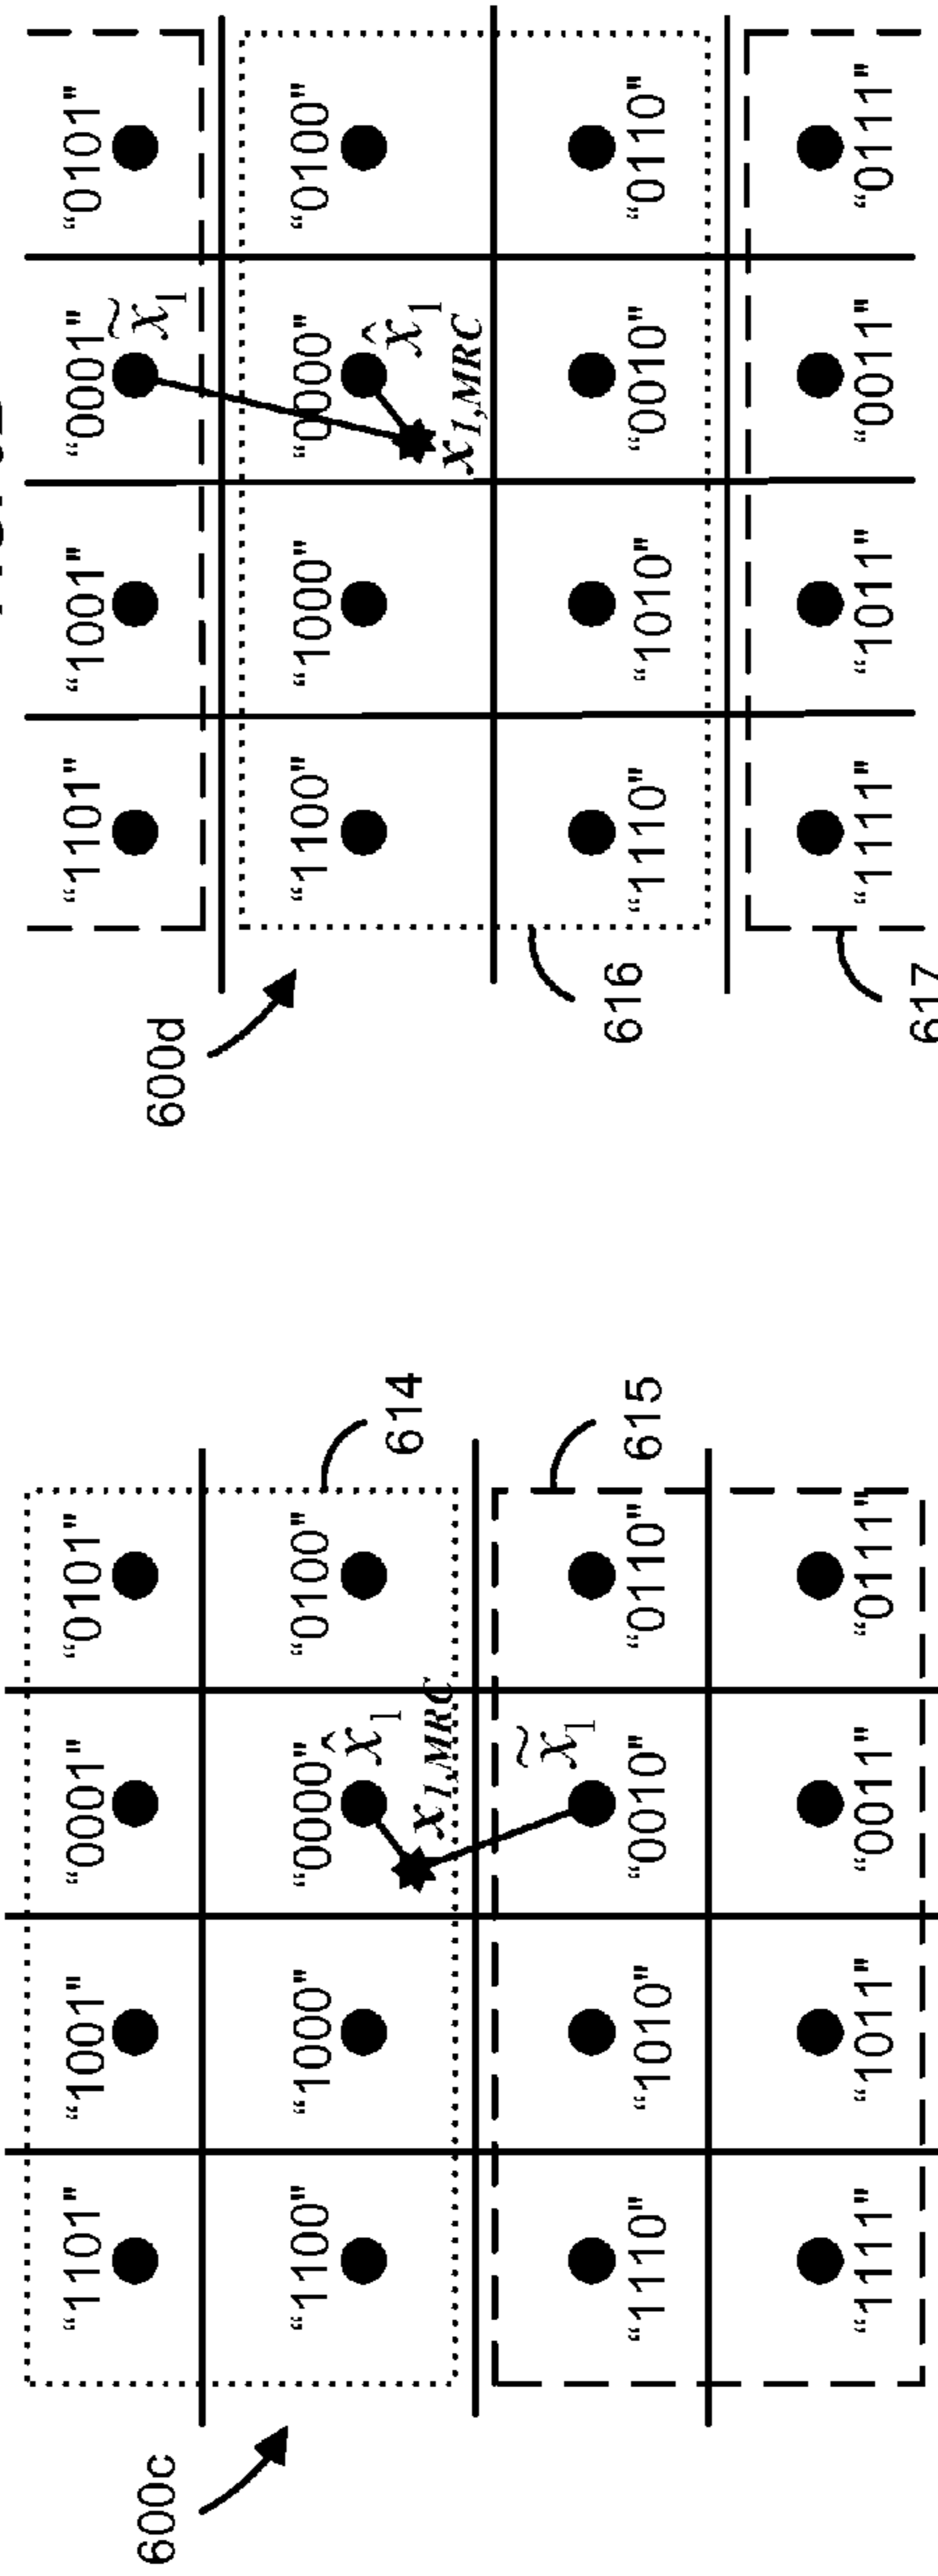 600c
“1101" “1001" “0001" “0101"
“1100" “1000" “0000" “0100"
x̂₁
x₁,MRC
614
x̃₁
“1110" “1010" “0010" “0110"
615
“1111" “1011" “0011" “0111"
600d
“1101" “1001" “0001" “0101"
x̃₁
“1100" “1000" “0000" “0100"
x̂₁
x₁,MRC
“1110" “1010" “0010" “0110"
616
“1111" “1011" “0011" “0111"
617